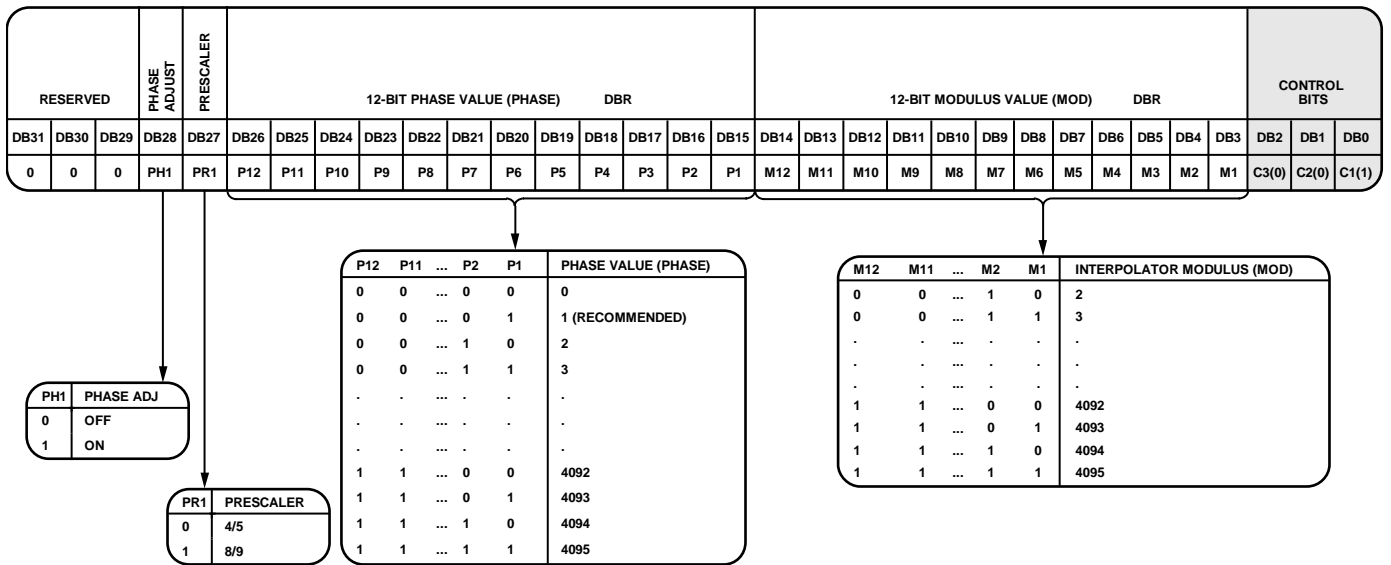 RESERVED PHASE ADJUST PRESCALER 12-BIT PHASE VALUE (PHASE) DBR 12-BIT MODULUS VALUE (MOD) DBR CONTROL BITS
DB31 DB30 DB29 DB28 DB27 DB26 DB25 DB24 DB23 DB22 DB21 DB20 DB19 DB18 DB17 DB16 DB15 DB14 DB13 DB12 DB11 DB10 DB9 DB8 DB7 DB6 DB5 DB4 DB3 DB2 DB1 DB0
0 0 0 PH1 PR1 P12 P11 P10 P9 P8 P7 P6 P5 P4 P3 P2 P1 M12 M11 M10 M9 M8 M7 M6 M5 M4 M3 M2 M1 C3(0) C2(0) C1(1)
PH1 PHASE ADJ
0 OFF
1 ON
PR1 PRESCALER
0 4/5
1 8/9
P12 P11 ... P2 P1 PHASE VALUE (PHASE)
0 0 ... 0 0 0
0 0 ... 0 1 1 (RECOMMENDED)
0 0 ... 1 0 2
0 0 ... 1 1 3
. . ... . . .
. . ... . . .
. . ... . . .
1 1 ... 0 0 4092
1 1 ... 0 1 4093
1 1 ... 1 0 4094
1 1 ... 1 1 4095
M12 M11 ... M2 M1 INTERPOLATOR MODULUS (MOD)
0 0 ... 1 0 2
0 0 ... 1 1 3
. . ... . . .
. . ... . . .
. . ... . . .
1 1 ... 0 0 4092
1 1 ... 0 1 4093
1 1 ... 1 0 4094
1 1 ... 1 1 4095